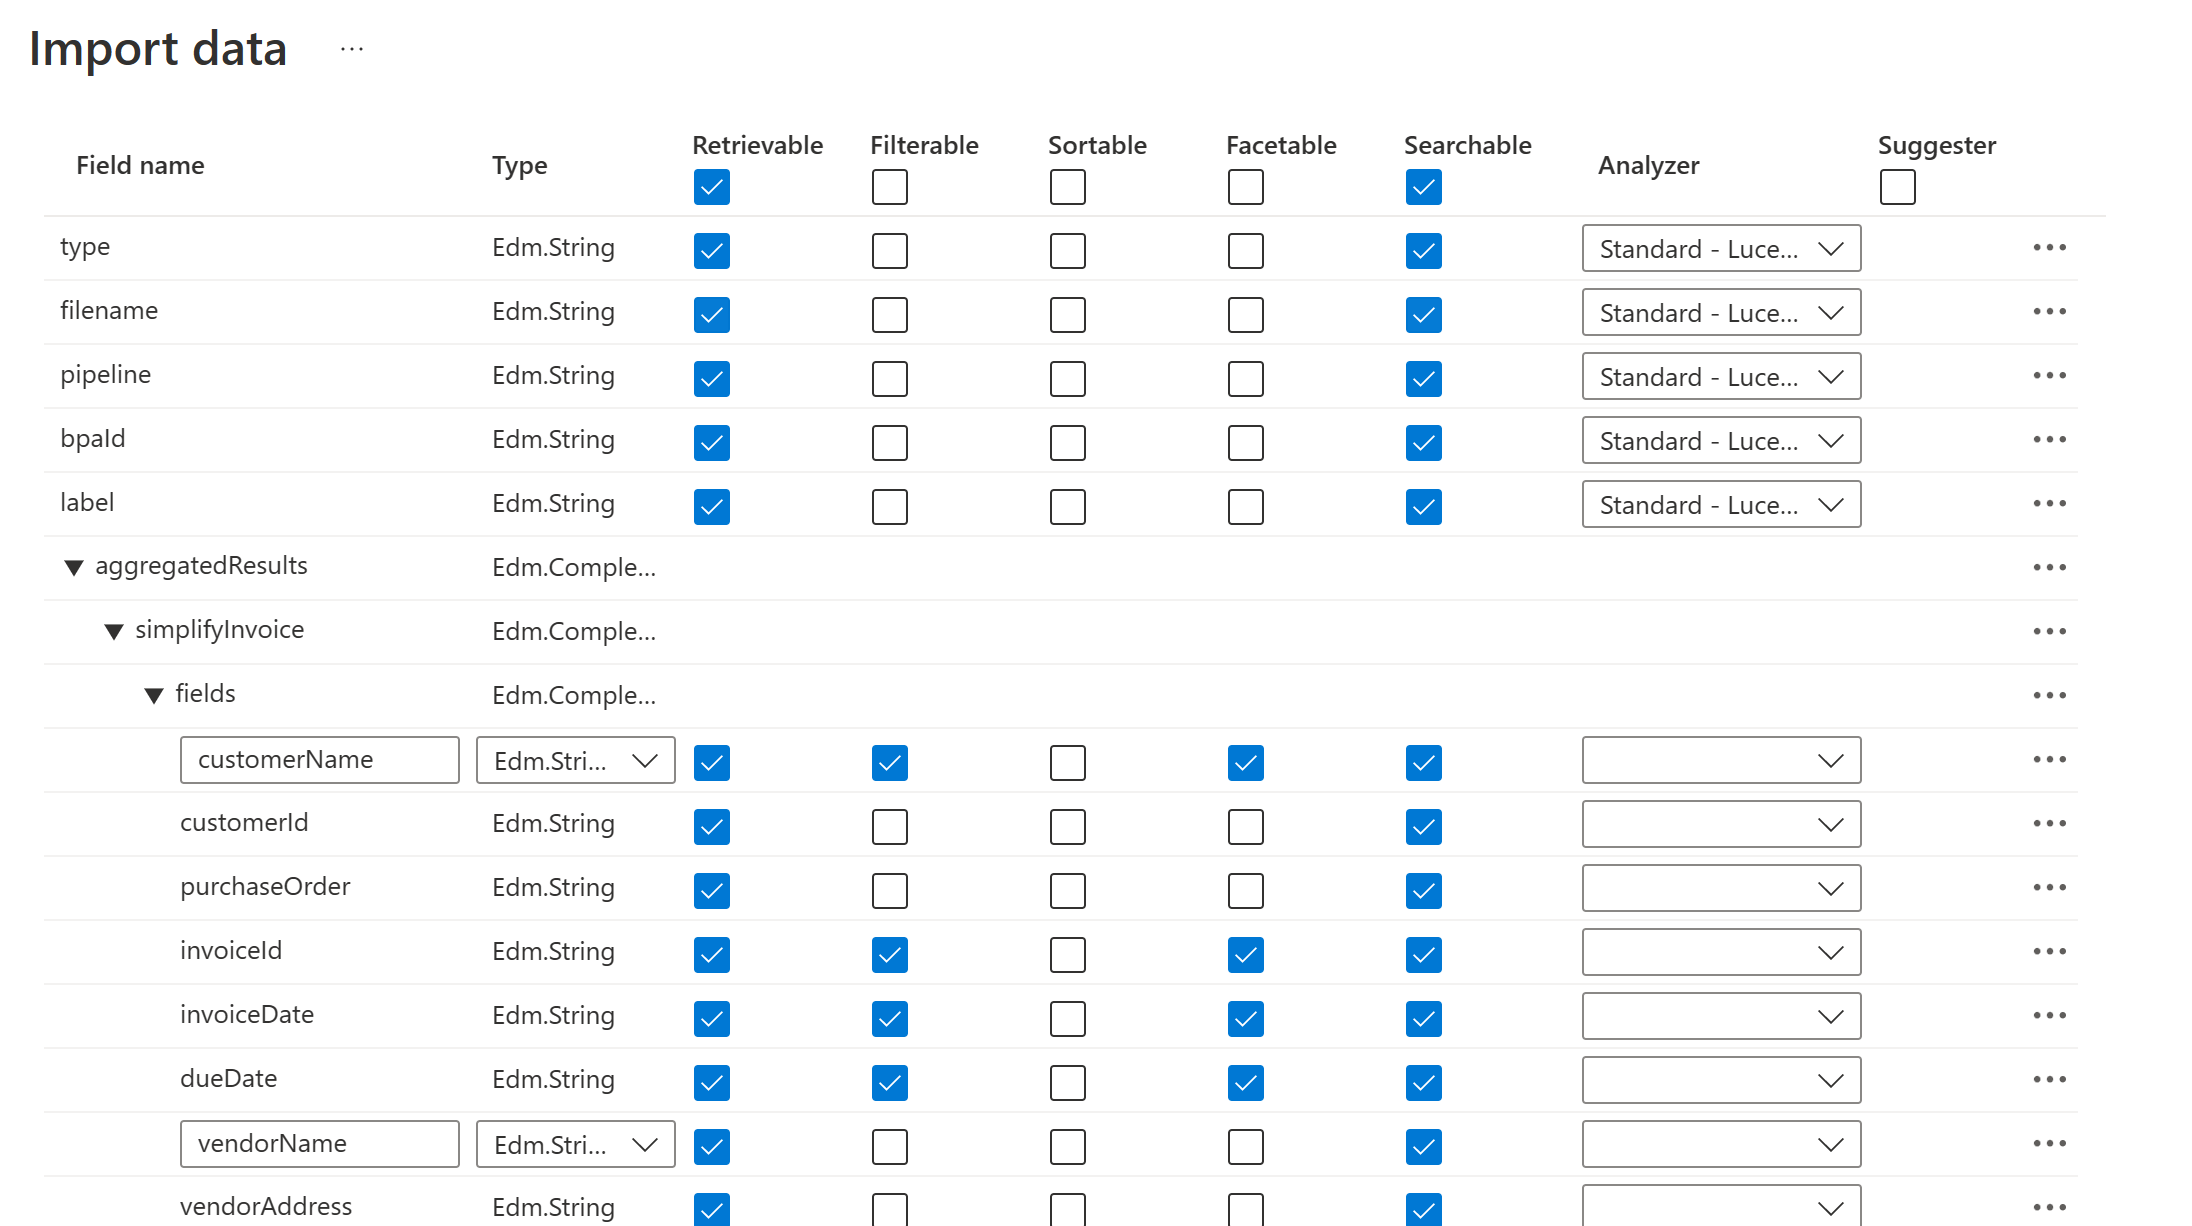 Import data ...
Field name Type Retrievable Filterable Sortable Facetable Searchable Analyzer Suggester
type Edm.String Standard - Luce...
filename Edm.String Standard - Luce...
pipeline Edm.String Standard - Luce...
bpaId Edm.String Standard - Luce...
label Edm.String Standard - Luce...
aggregatedResults Edm.Comple...
simplifyInvoice Edm.Comple...
fields Edm.Comple...
customerName Edm.Stri...
customerId Edm.String
purchaseOrder Edm.String
invoiceId Edm.String
invoiceDate Edm.String
dueDate Edm.String
vendorName Edm.Stri...
vendorAddress Edm.String